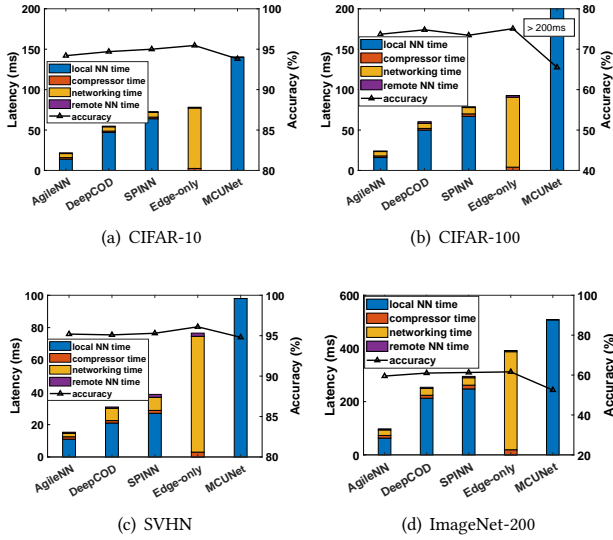 200
150
100
50
0
Latency (ms)
local NN time
compressor time
networking time
remote NN time
accuracy
100
95
90
85
80
Accuracy (%)
AgileNN
DeepCOD
SPINN
Edge-only
MCUNet
(a) CIFAR-10
200
150
100
50
0
Latency (ms)
local NN time
compressor time
networking time
remote NN time
accuracy
> 200ms
80
70
60
50
40
Accuracy (%)
AgileNN
DeepCOD
SPINN
Edge-only
MCUNet
(b) CIFAR-100
100
80
60
40
20
0
Latency (ms)
local NN time
compressor time
networking time
remote NN time
accuracy
100
95
90
85
80
Accuracy (%)
AgileNN
DeepCOD
SPINN
Edge-only
MCUNet
(c) SVHN
600
400
200
0
Latency (ms)
local NN time
compressor time
networking time
remote NN time
accuracy
100
80
60
40
20
Accuracy (%)
AgileNN
DeepCOD
SPINN
Edge-only
MCUNet
(d) ImageNet-200